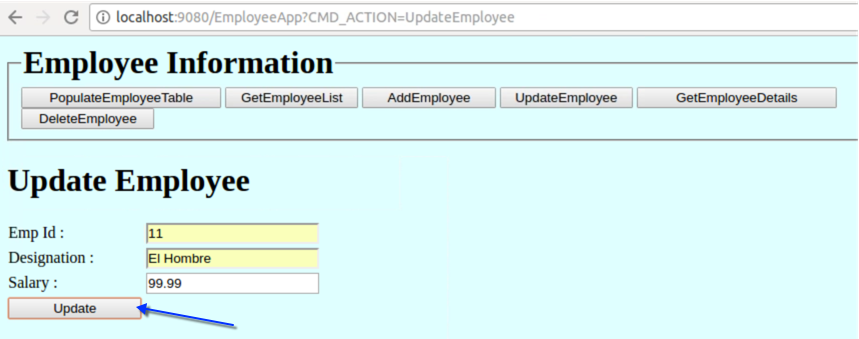 localhost:9080/EmployeeApp?CMD_ACTION=UpdateEmployee
Employee Information
PopulateEmployeeTable GetEmployeeList AddEmployee UpdateEmployee GetEmployeeDetails
DeleteEmployee
Update Employee
Emp Id : 11
Designation : El Hombre
Salary : 99.99
Update